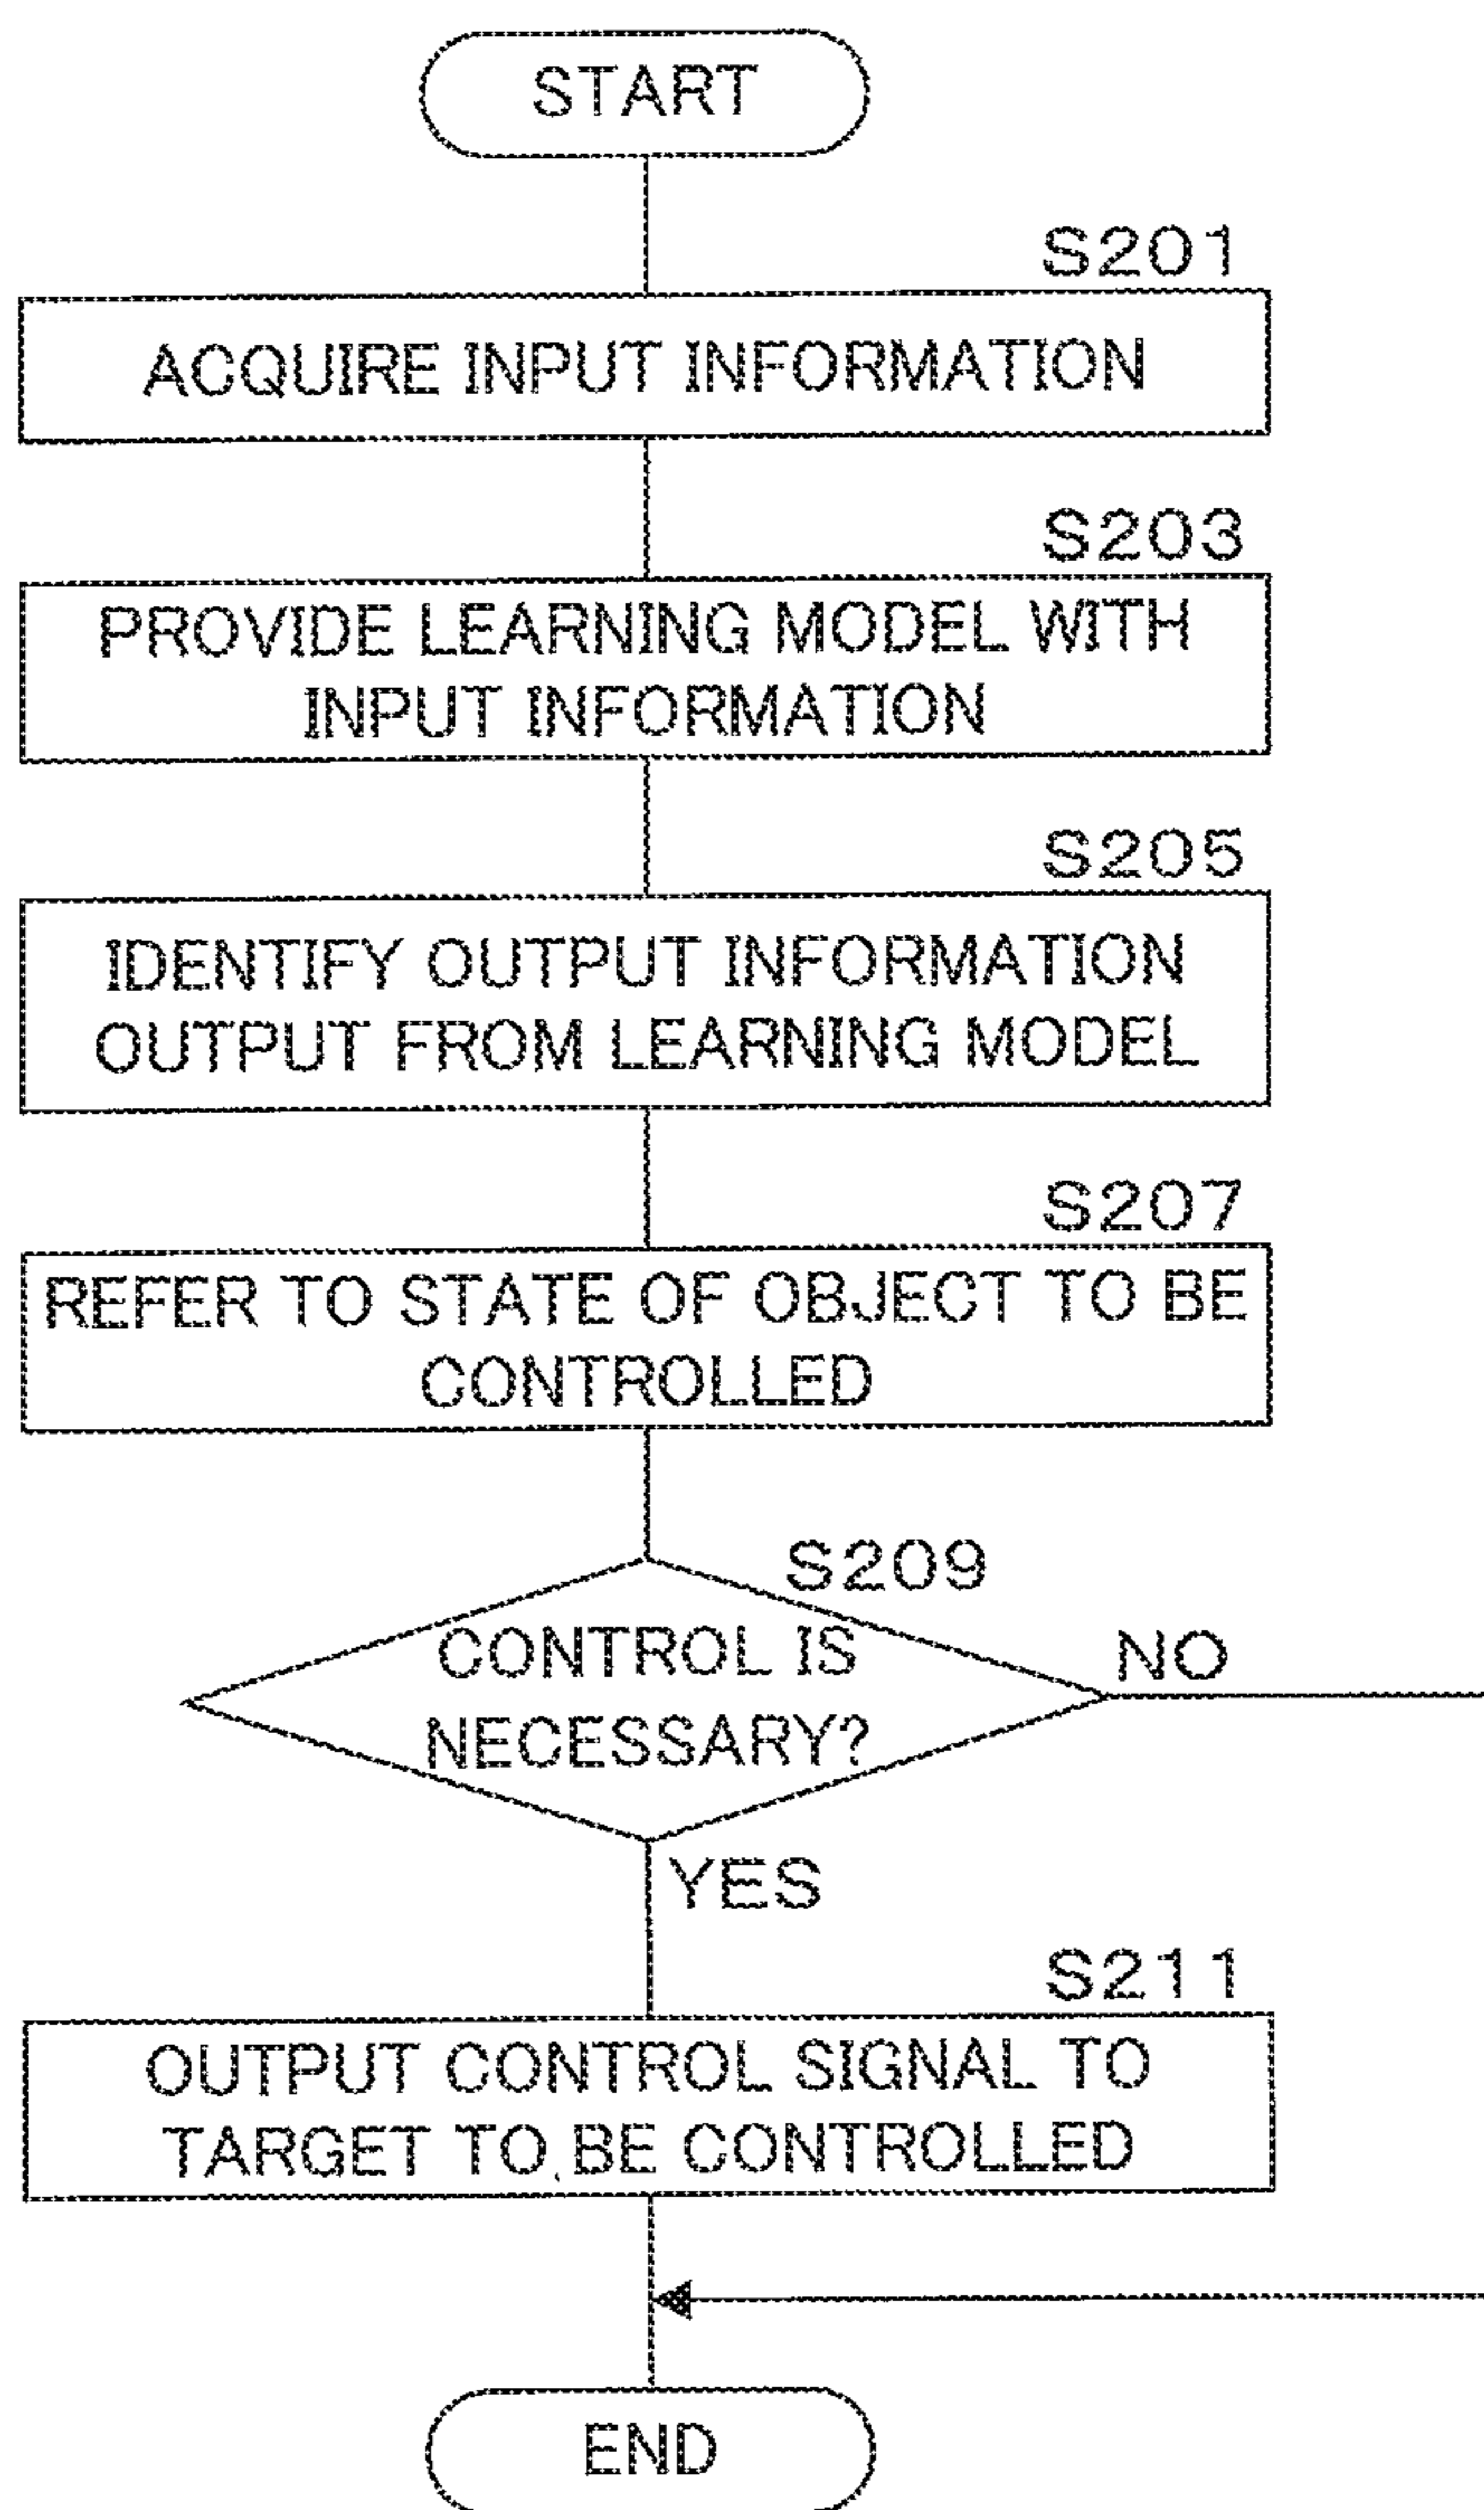 START
S201
ACQUIRE INPUT INFORMATION
S203
PROVIDE LEARNING MODEL WITH
INPUT INFORMATION
S205
IDENTIFY OUTPUT INFORMATION
OUTPUT FROM LEARNING MODEL
S207
REFER TO STATE OF OBJECT TO BE
CONTROLLED
S209
CONTROL IS
NECESSARY?
NO
YES
S211
OUTPUT CONTROL SIGNAL TO
TARGET TO BE CONTROLLED
END